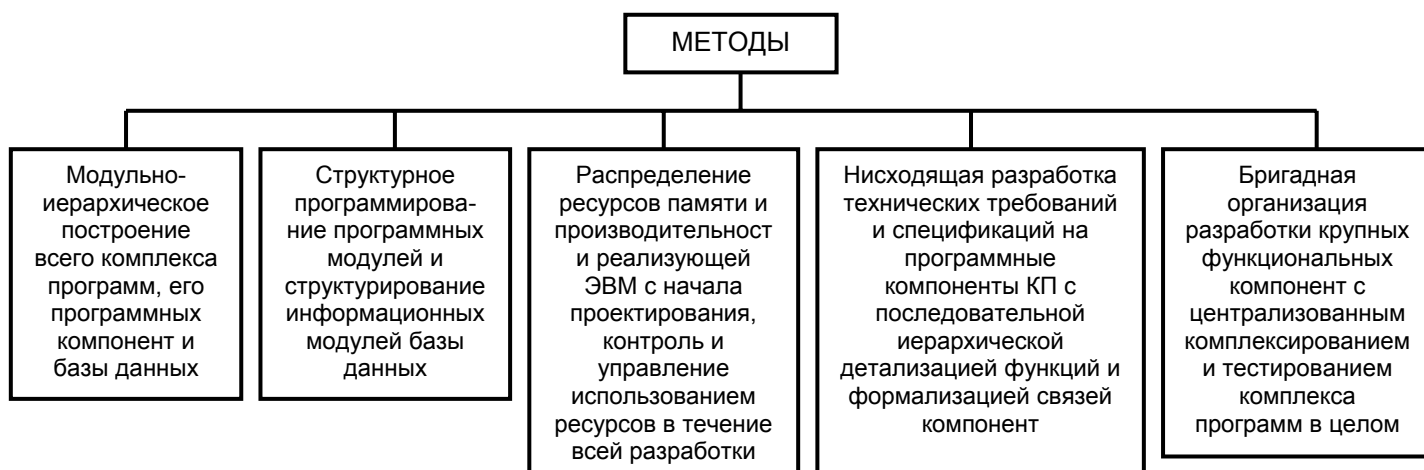 МЕТОДЫ
Модульно-
иерархическое
построение
всего комплекса
программ, его
программных
компонент и
базы данных
Структурное
программирова-
ние программных
модулей и
структурирование
информационных
модулей базы
данных
Распределение
ресурсов памяти и
производительност
и реализующей
ЭВМ с начала
проектирования,
контроль и
управление
использованием
ресурсов в течение
всей разработки
Нисходящая разработка
технических требований
и спецификаций на
программные
компоненты КП с
последовательной
иерархической
детализацией функций и
формализацией связей
компонент
Бригадная
организация
разработки крупных
функциональных
компонент с
централизованным
комплексированием
и тестированием
комплекса
программ в целом